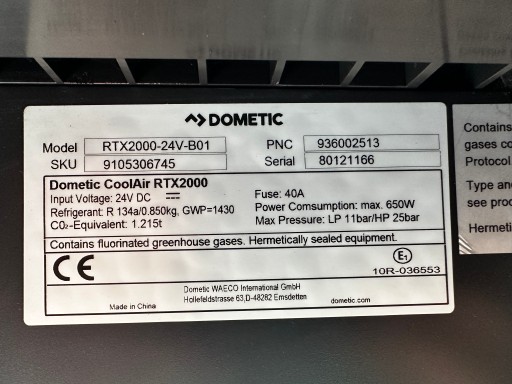 DOMETIC
Model RTX2000-24V-B01 PNC 936002513
SKU 9105306745 Serial 80121166
Dometic CoolAir RTX2000
Input Voltage: 24V DC Fuse: 40A
Refrigerant: R 134a/0.850kg, GWP=1430 Power Comsumption: max. 650W
CO₂-Equivalent: 1.215t Max Pressure: LP 11bar/HP 25bar
Contains fluorinated greenhouse gases. Hermetically sealed equipment.
CE E1
10R-036553
Dometic WAECO International GmbH
Made in China Hollefeldstrasse 63,D-48282 Emsdetten dometic.com
Contains
gases co
Protocol
Type an
see proc
Hermeti